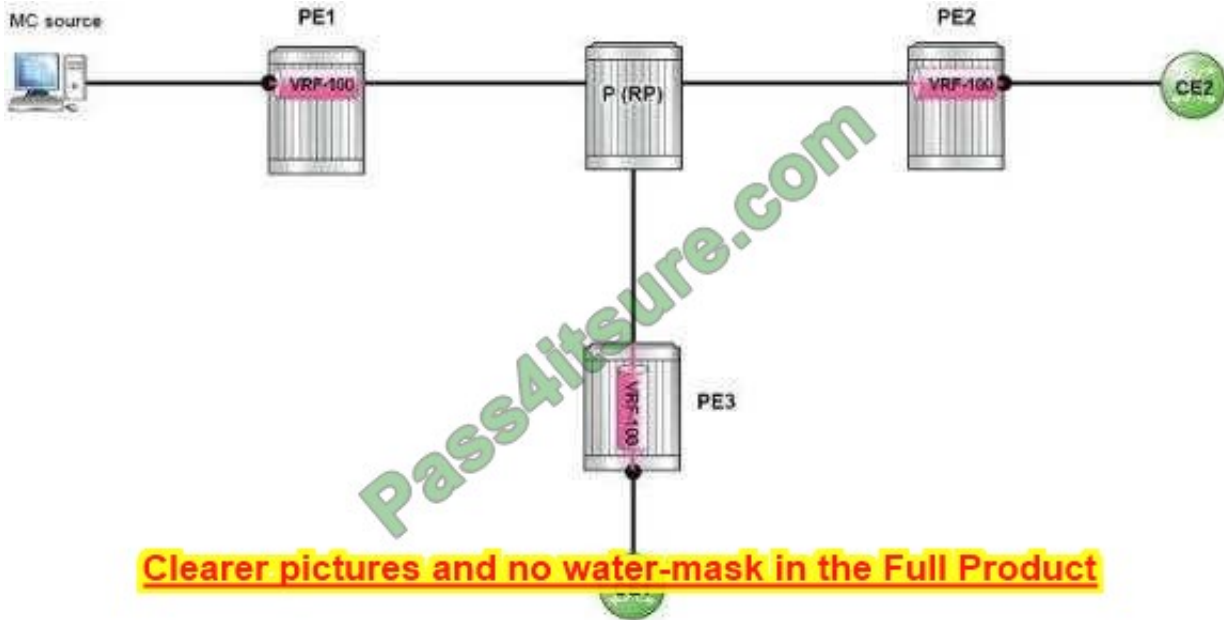 MC source
PE1
PE2
VRF-100
P (RP)
VRF-100
CE2
VRF-100
PE3
Pass4itsure.com
Clearer pictures and no water-mask in the Full Product